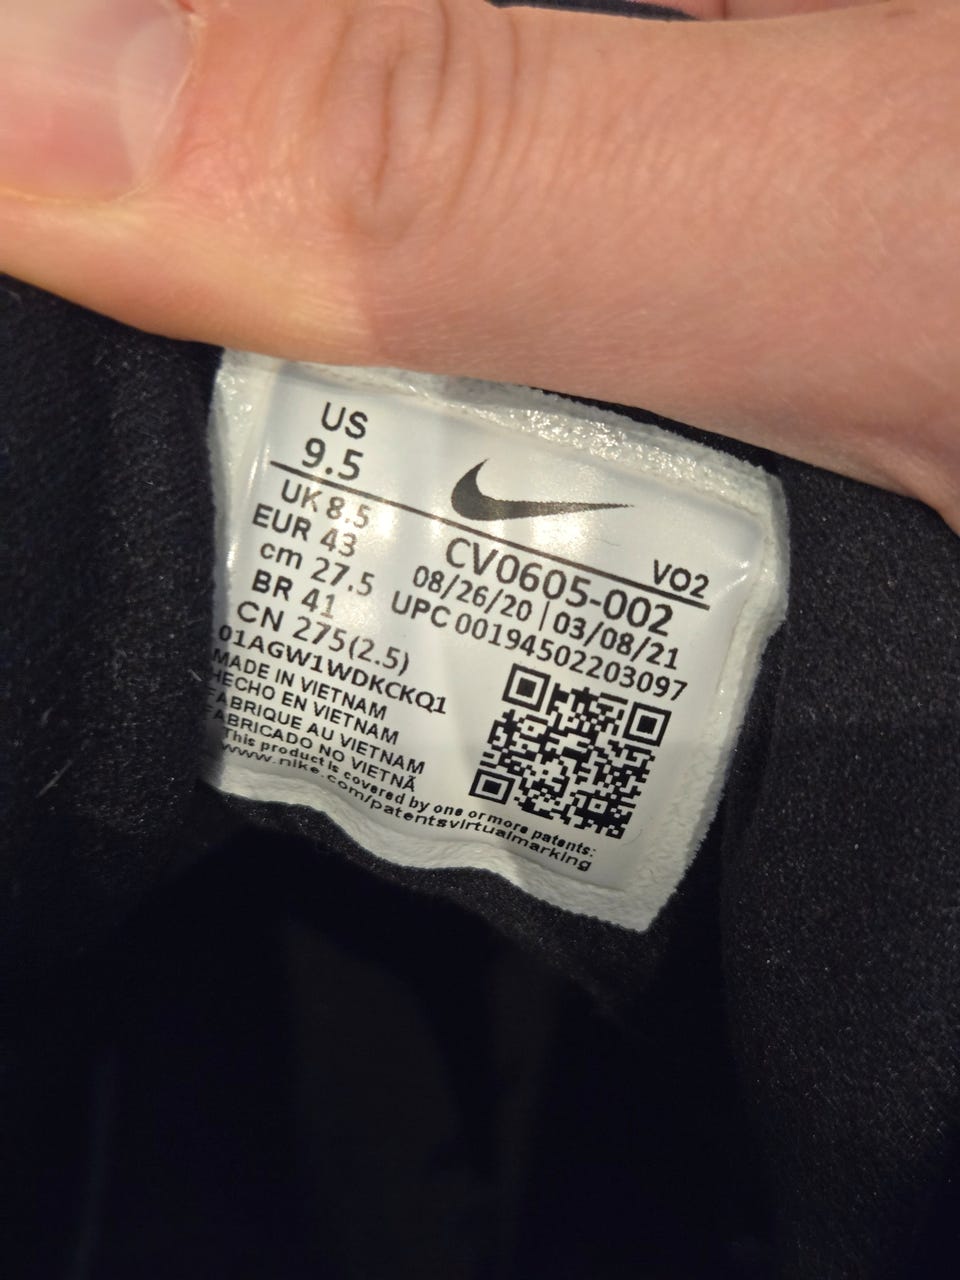 US
9.5
UK 8.5
EUR 43
cm 27.5
BR 41
CN 275(2.5)
01AGW1WDKCKQ1
MADE IN VIETNAM
HECHO EN VIETNAM
FABRIQUE AU VIETNAM
FABRICADO NO VIETNÃ
This product is covered by one or more patents:
www.nike.com/patentsvirtualmarking
VO2
CV0605-002
08/26/20 | 03/08/21
UPC 00194502203097